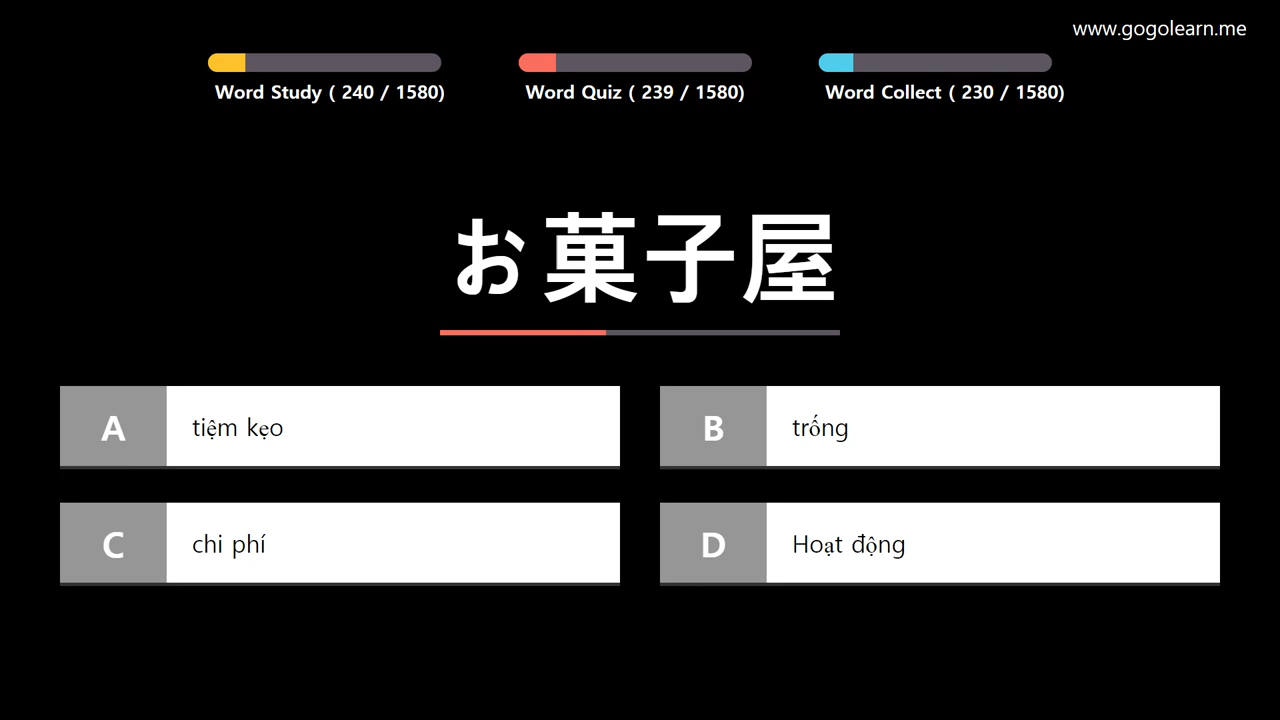 www.gogolearn.me
Word Study ( 240 / 1580)
Word Quiz ( 239 / 1580)
Word Collect ( 230 / 1580)
お菓子屋
A tiệm kẹo
B trống
C chi phí
D Hoạt động